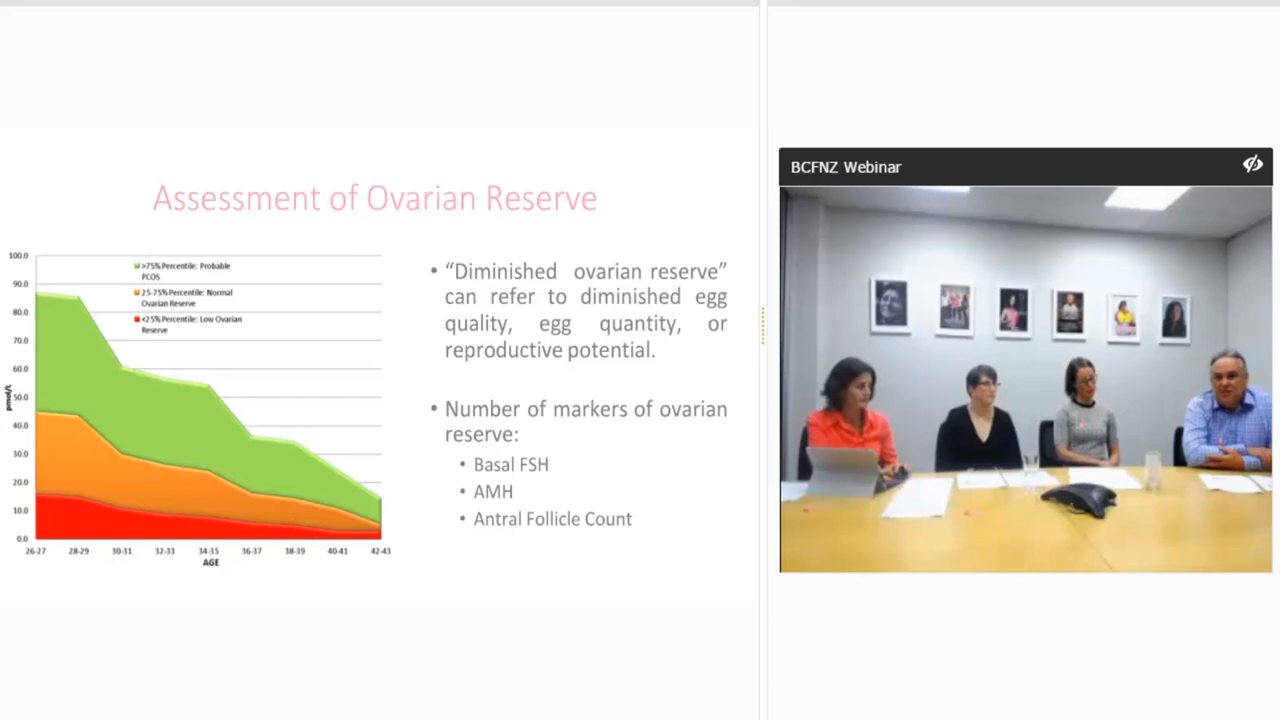 Assessment of Ovarian Reserve
100.0
90.0
80.0
70.0
60.0
50.0
40.0
30.0
20.0
10.0
0.0
pmol/L
>75% Percentile: Probable
PCOS
25-75% Percentile: Normal
Ovarian Reserve
<25% Percentile: Low Ovarian
Reserve
26-27 28-29 30-31 32-33 34-35 36-37 38-39 40-41 42-43
AGE
• “Diminished ovarian reserve”
can refer to diminished egg
quality, egg quantity, or
reproductive potential.
• Number of markers of ovarian
reserve:
• Basal FSH
• AMH
• Antral Follicle Count
BCFNZ Webinar